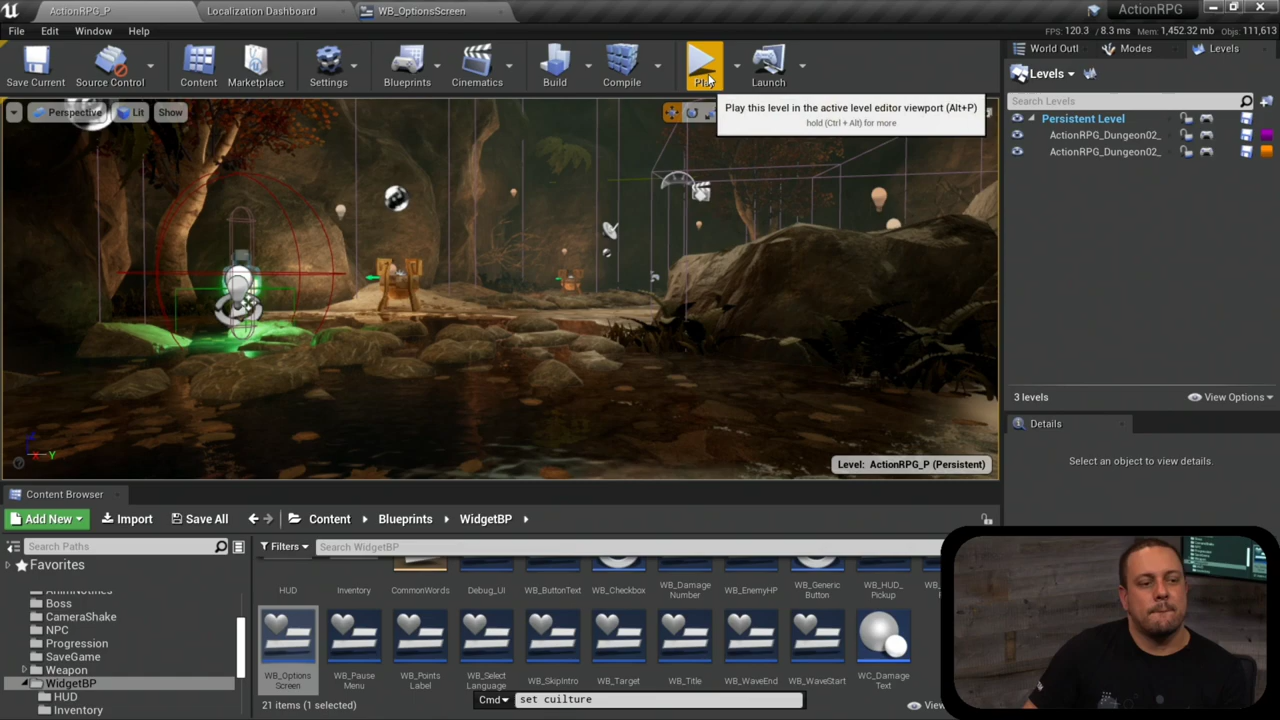 ActionRPG_P
Localization Dashboard
WB_OptionsScreen
ActionRPG
File Edit Window Help
FPS: 120.3 / 8.3 ms Mem: 1,452.32 mb Objs: 111,613
Save Current
Source Control
Content
Marketplace
Settings
Blueprints
Cinematics
Build
Compile
Play
Launch
Play this level in the active level editor viewport (Alt+P)
hold (Ctrl + Alt) for more
Perspective
Lit
Show
World Outl
Modes
Levels
Levels
Search Levels
Persistent Level
ActionRPG_Dungeon02_
ActionRPG_Dungeon02_
3 levels
View Options
Details
Select an object to view details.
Y
Level: ActionRPG_P (Persistent)
Content Browser
Add New
Import
Save All
Content
Blueprints
WidgetBP
Search Paths
Filters
Search WidgetBP
Favorites
AnimNotifies
Boss
CameraShake
NPC
Progression
SaveGame
Weapon
WidgetBP
HUD
Inventory
HUD
Inventory
CommonWords
Debug_UI
WB_ButtonText
WB_Checkbox
WB_Damage
Number
WB_EnemyHP
WB_Generic
Button
WB_HUD_
Pickup
WB_Options
Screen
WB_Pause
Menu
WB_Points
Label
WB_Select
Language
WB_SkipIntro
WB_Target
WB_Title
WB_WaveEnd
WB_WaveStart
WC_Damage
Text
21 items (1 selected)
Cmd
set cuilture
View